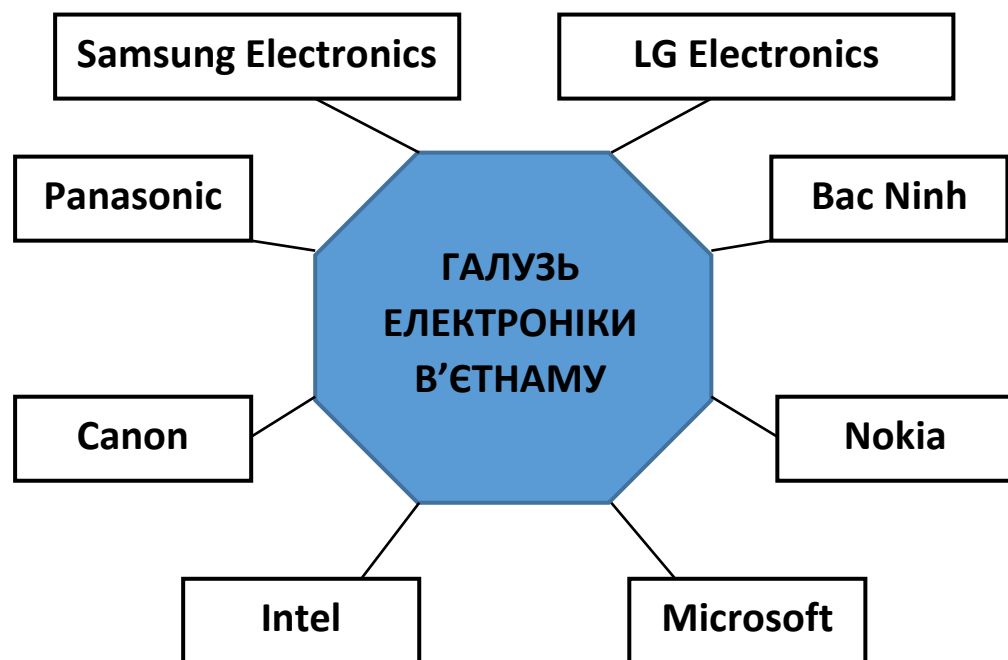 Samsung Electronics
LG Electronics
Panasonic
Bac Ninh
ГАЛУЗЬ
ЕЛЕКТРОНІКИ
В’ЄТНАМУ
Canon
Nokia
Intel
Microsoft